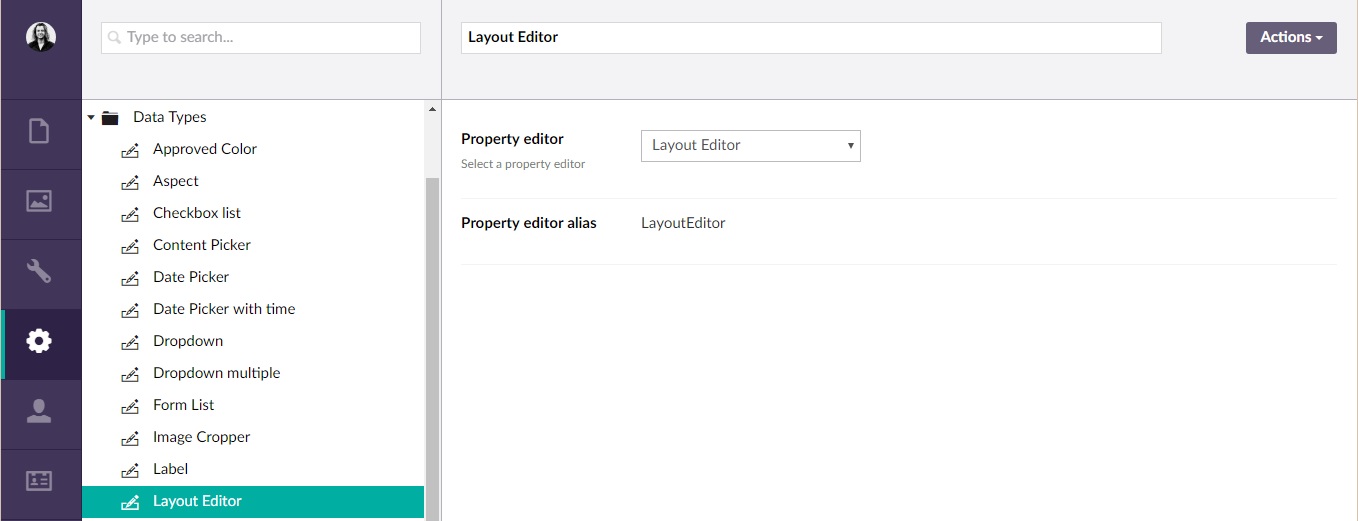 Type to search...
Layout Editor
Actions
Data Types
Approved Color
Aspect
Checkbox list
Content Picker
Date Picker
Date Picker with time
Dropdown
Dropdown multiple
Form List
Image Cropper
Label
Layout Editor
Property editor
Select a property editor
Layout Editor
Property editor alias
LayoutEditor